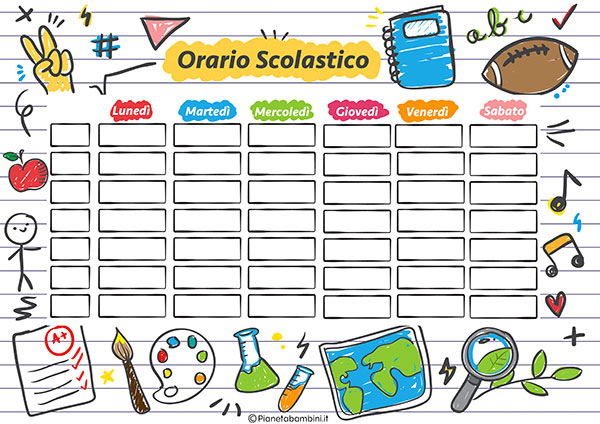 abc
#
Orario Scolastico
Lunedì Martedì Mercoledì Giovedì Venerdì Sabato
A+
© Pianetabambini.it